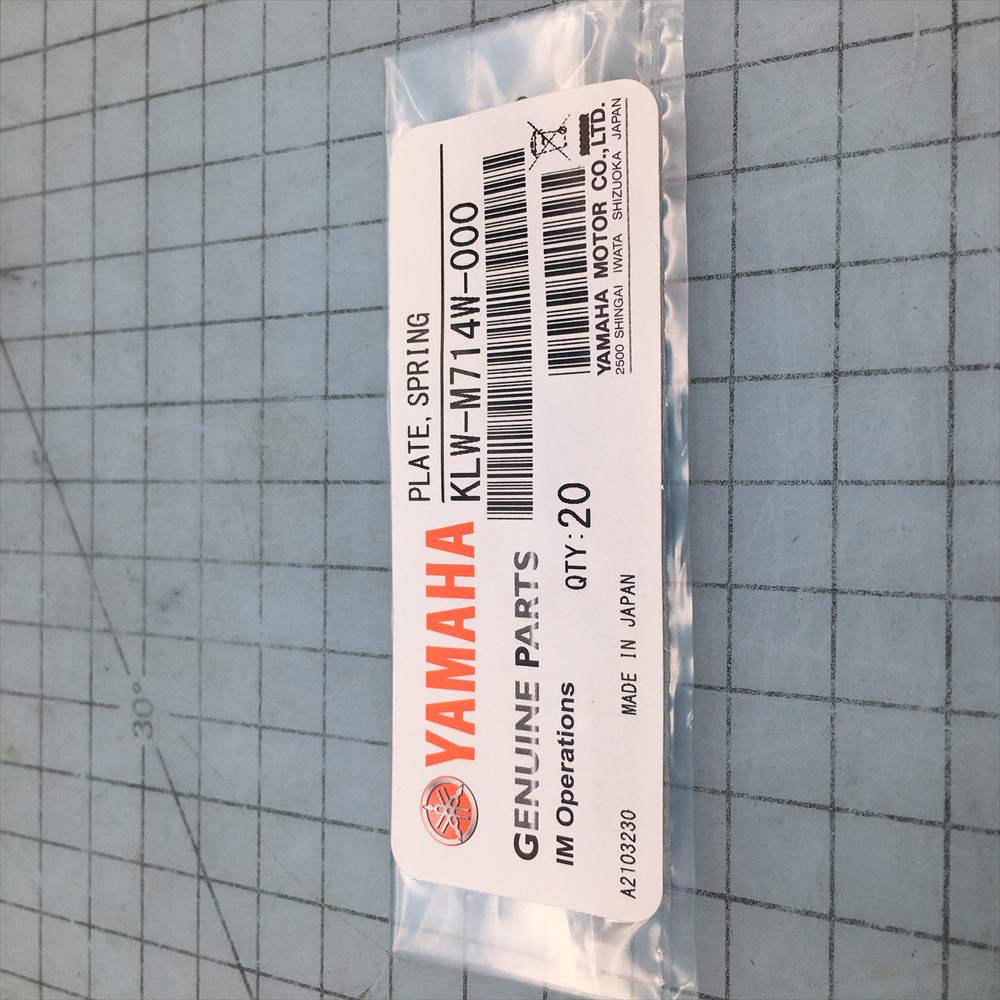 YAMAHA
GENUINE PARTS
IM Operations
PLATE, SPRING
KLW-M714W-000
QTY:20
YAMAHA MOTOR CO., LTD.
2500 SHINGAI IWATA SHIZUOKA JAPAN
MADE IN JAPAN
A2103230
30°